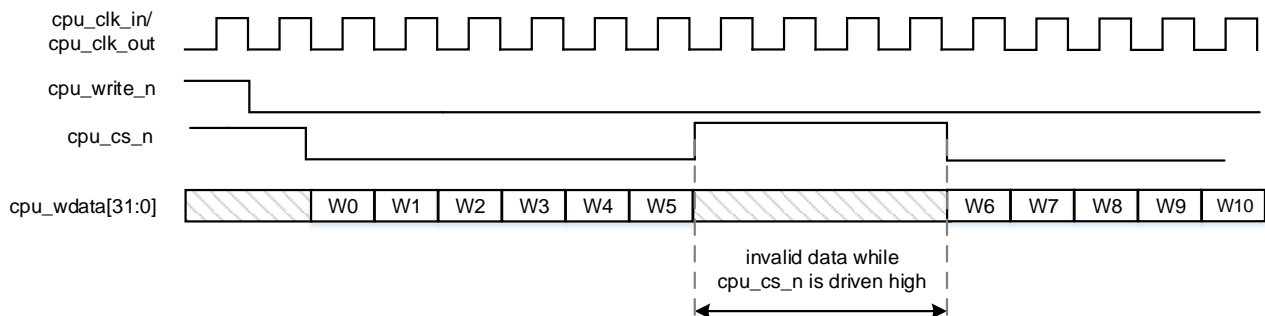 cpu_clk_in/
cpu_clk_out
cpu_write_n
cpu_cs_n
cpu_wdata[31:0] W0 W1 W2 W3 W4 W5 W6 W7 W8 W9 W10
invalid data while
cpu_cs_n is driven high